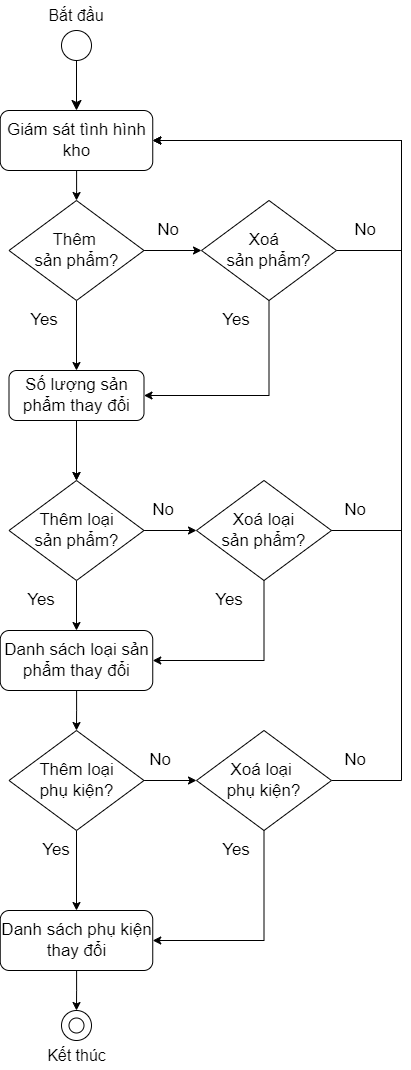 Bắt đầu
Giám sát tình hình
kho
Thêm
sản phẩm?
No
Xoá
sản phẩm?
No
Yes
Yes
Số lượng sản
phẩm thay đổi
Thêm loại
sản phẩm?
No
Xoá loại
sản phẩm?
No
Yes
Yes
Danh sách loại sản
phẩm thay đổi
Thêm loại
phụ kiện?
No
Xoá loại
phụ kiện?
No
Yes
Yes
Danh sách phụ kiện
thay đổi
Kết thúc